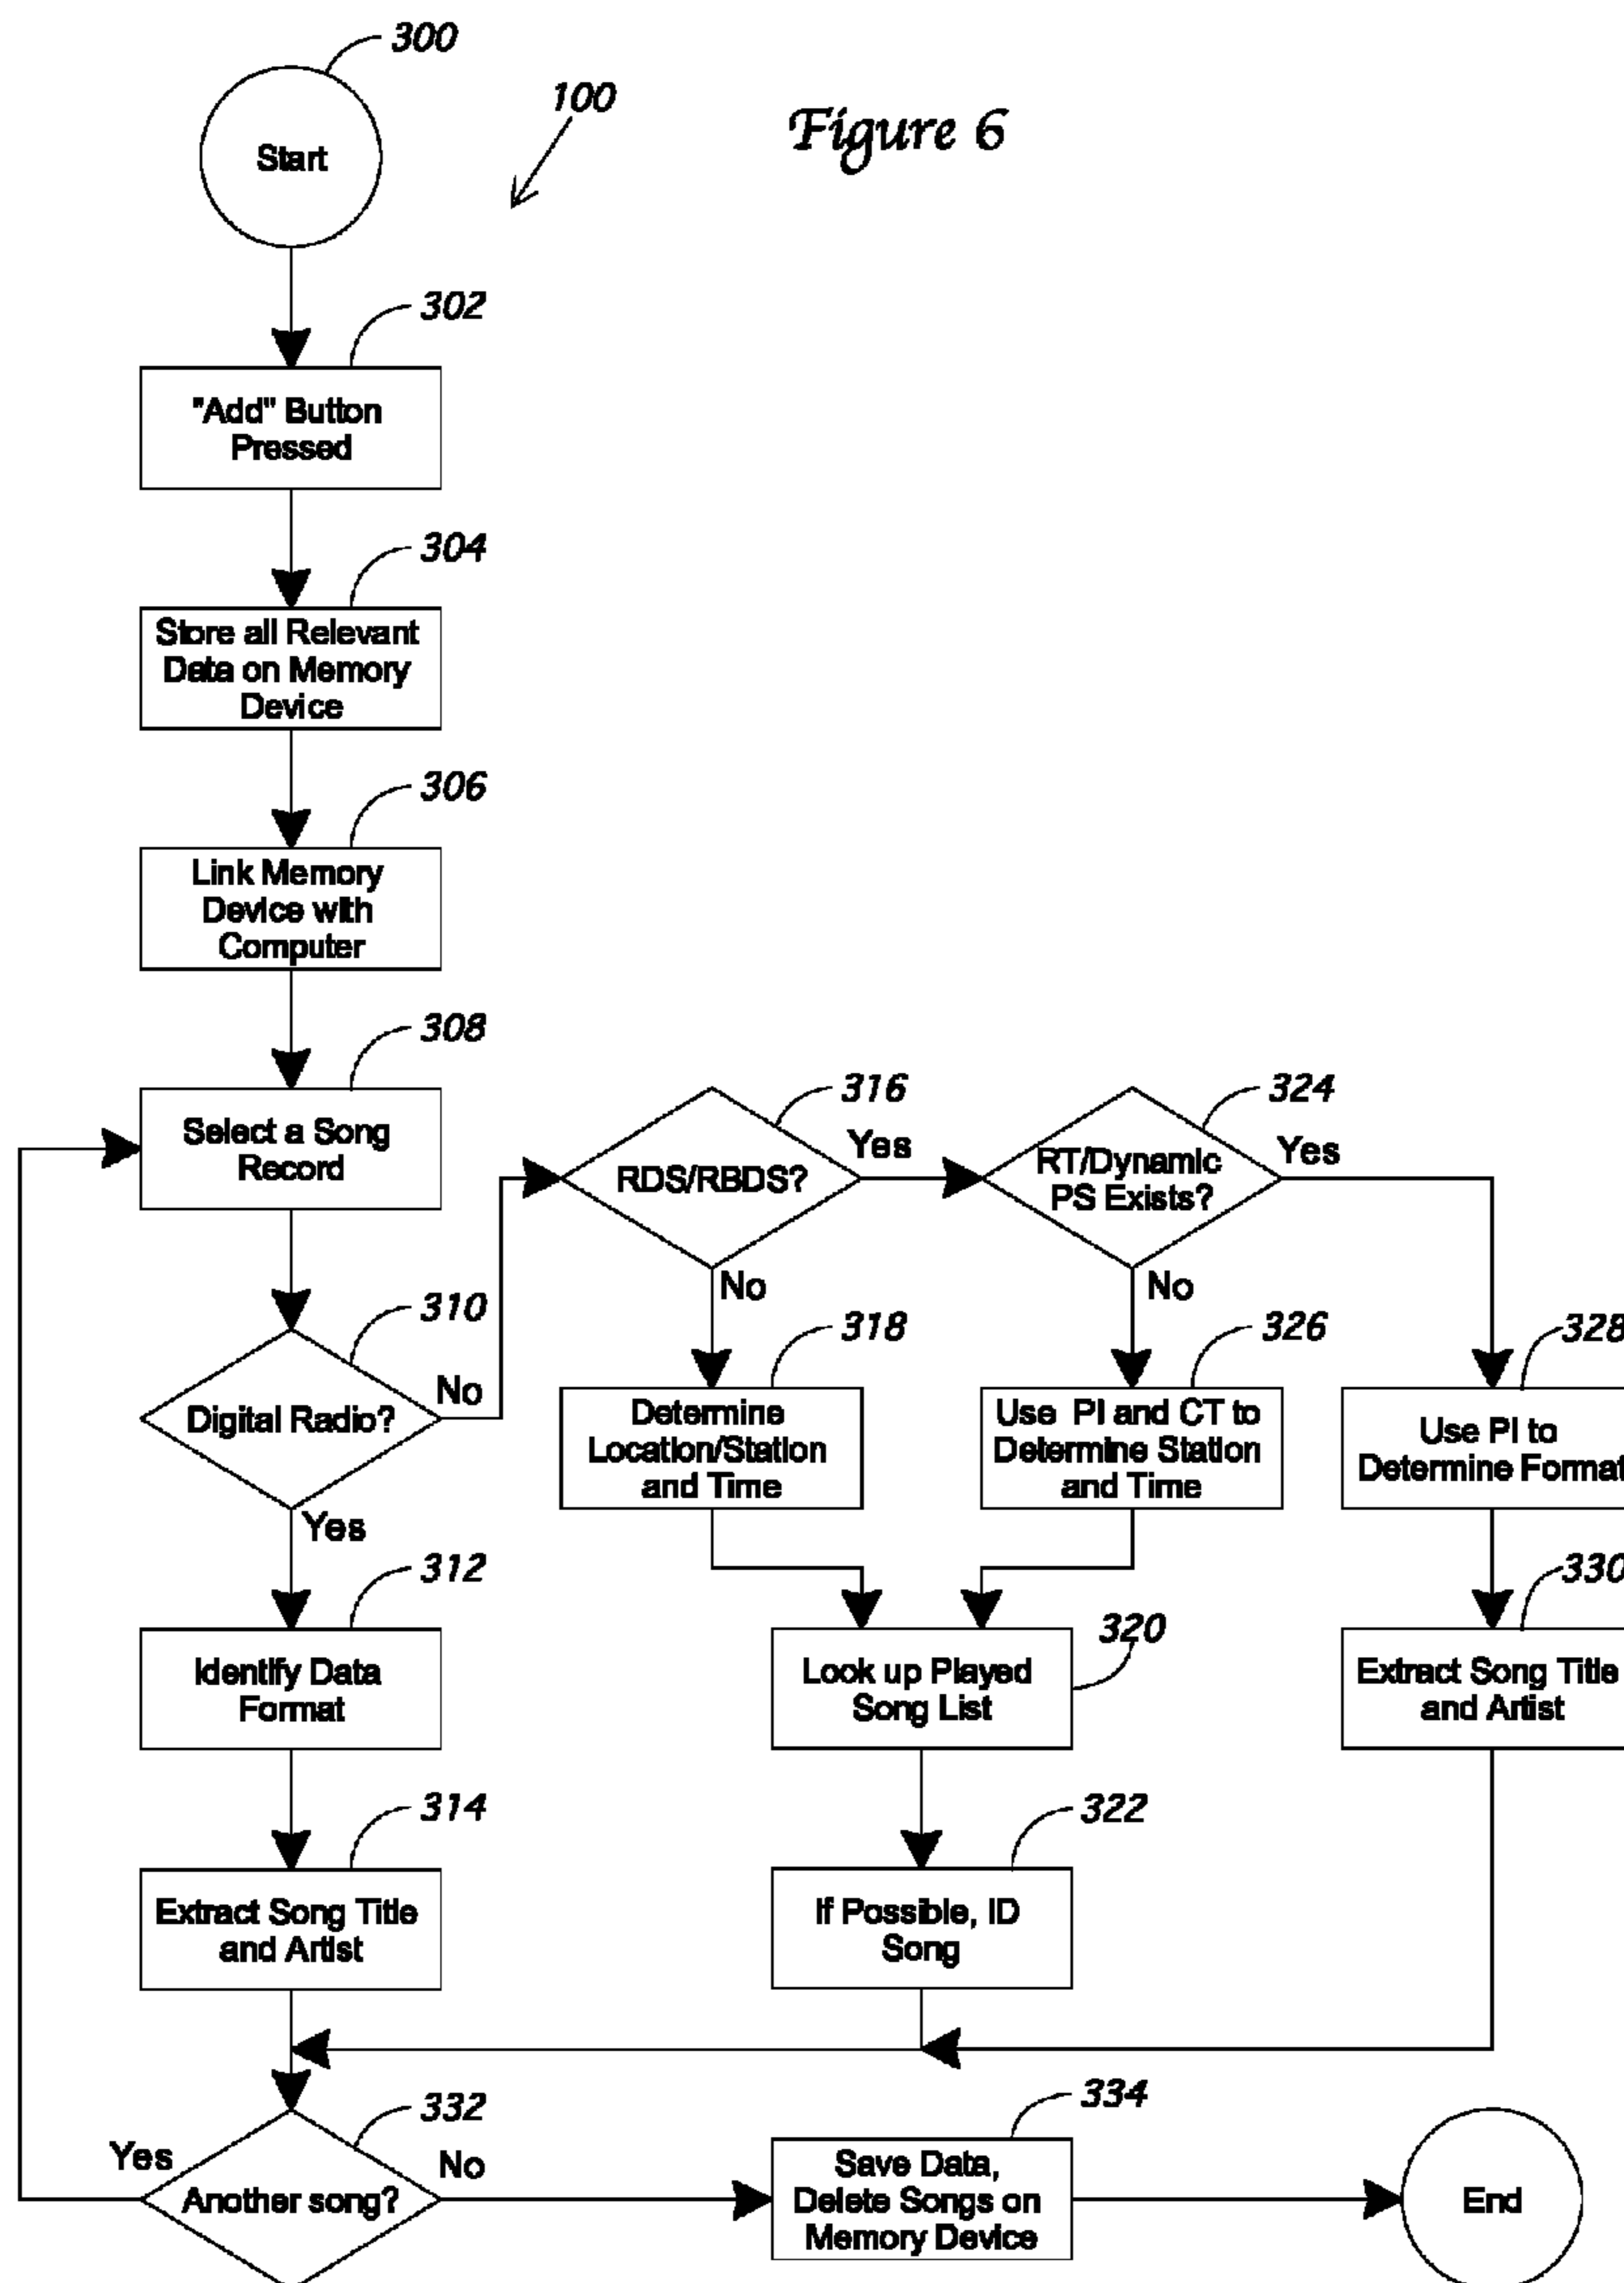 300
100
Figure 6
Start
302
"Add" Button
Pressed
304
Store all Relevant
Data on Memory
Device
306
Link Memory
Device with
Computer
308
Select a Song
Record
316
RDS/RBDS?
Yes
No
324
RT/Dynamic
PS Exists?
Yes
No
310
Digital Radio?
No
Yes
318
Determine
Location/Station
and Time
326
Use PI and CT to
Determine Station
and Time
328
Use PI to
Determine Format
312
Identify Data
Format
320
Look up Played
Song List
330
Extract Song Title
and Artist
314
Extract Song Title
and Artist
322
If Possible, ID
Song
332
Another song?
Yes
No
334
Save Data,
Delete Songs on
Memory Device
End